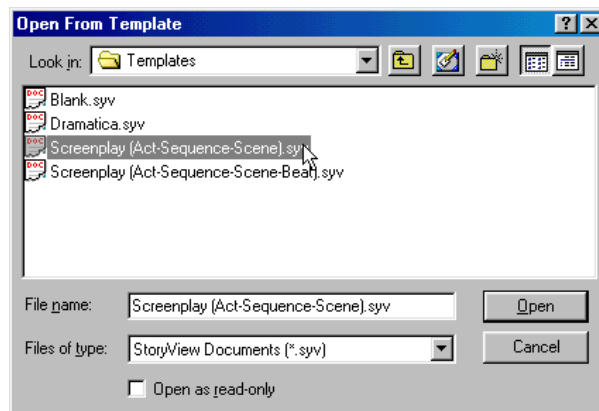 Open From Template
Look in: Templates
Blank.syv
Dramatica.syv
Screenplay (Act-Sequence-Scene).syv
Screenplay (Act-Sequence-Scene-Beat).syv
File name: Screenplay (Act-Sequence-Scene).syv Open
Files of type: StoryView Documents (*.syv) Cancel
Open as read-only